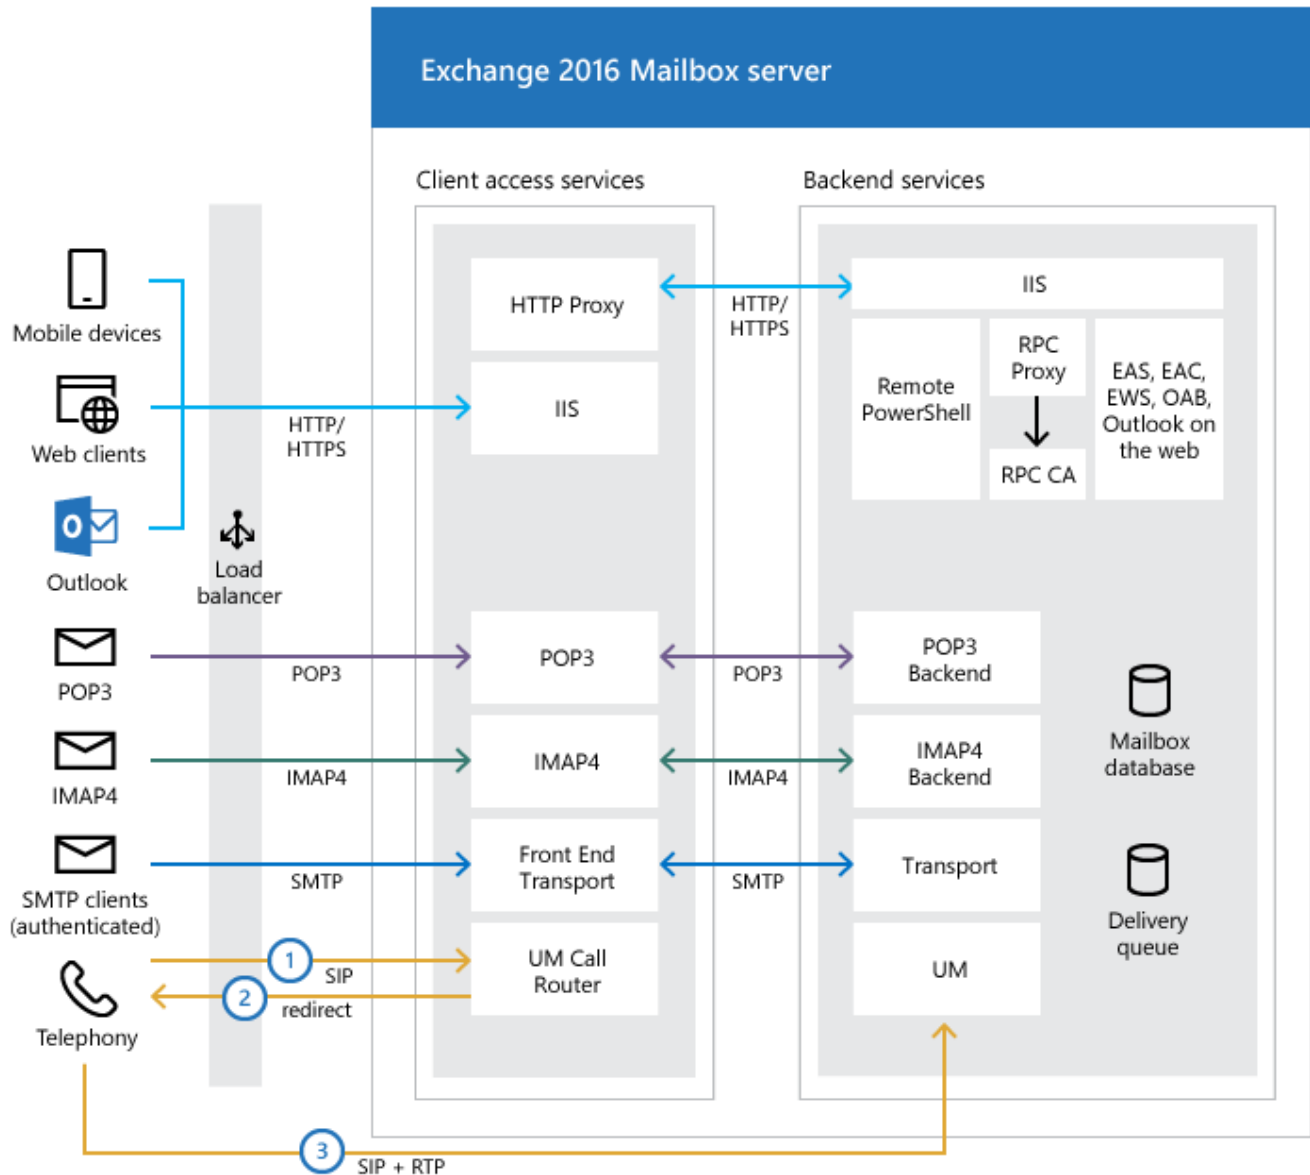 Exchange 2016 Mailbox server
Client access services
Backend services
Mobile devices
Web clients
Outlook
POP3
IMAP4
SMTP clients
(authenticated)
Telephony
Load
balancer
HTTP/
HTTPS
POP3
IMAP4
SMTP
1
SIP
2
redirect
3
SIP + RTP
HTTP Proxy
IIS
POP3
IMAP4
Front End
Transport
UM Call
Router
HTTP/
HTTPS
POP3
IMAP4
SMTP
IIS
Remote
PowerShell
RPC
Proxy
RPC CA
EAS, EAC,
EWS, OAB,
Outlook on
the web
POP3
Backend
IMAP4
Backend
Transport
UM
Mailbox
database
Delivery
queue